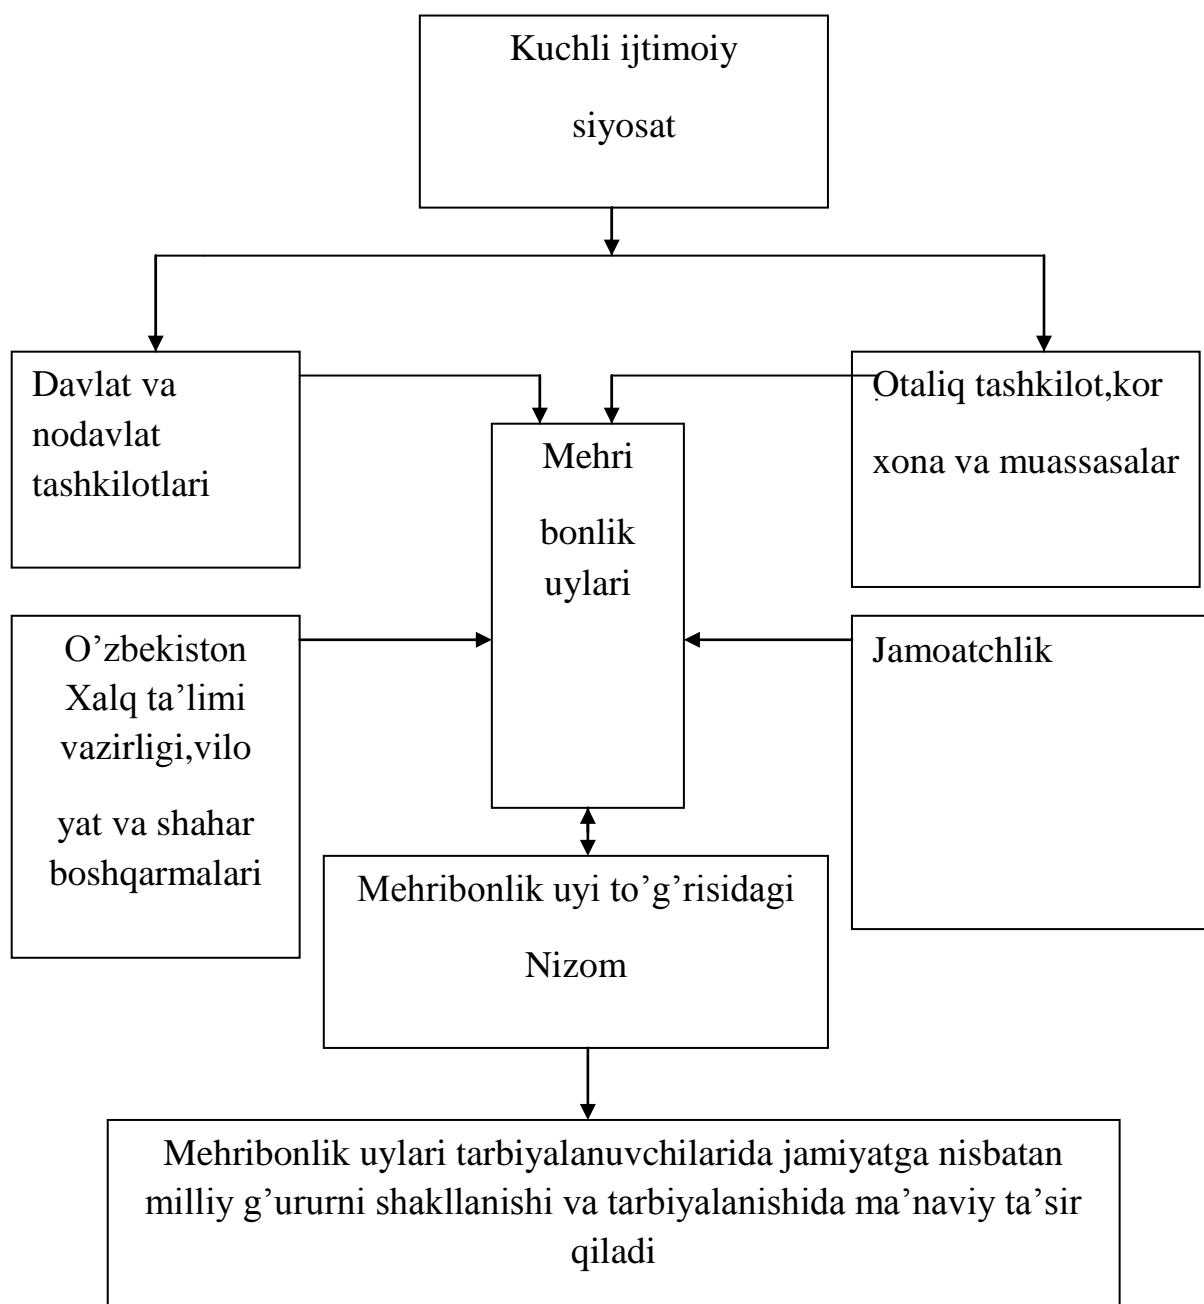 Kuchli ijtimoiy
siyosat
Davlat va
nodavlat
tashkilotlari
Mehri
bonlik
uylari
Otaliq tashkilot,kor
xona va muassasalar
O’zbekiston
Xalq ta’limi
vazirligi,vilo
yat va shahar
boshqarmalari
Jamoatchlik
Mehribonlik uyi to’g’risidagi
Nizom
Mehribonlik uylari tarbiyalanuvchilarida jamiyatga nisbatan
milliy g’ururni shakllanishi va tarbiyalanishida ma’naviy ta’sir
qiladi